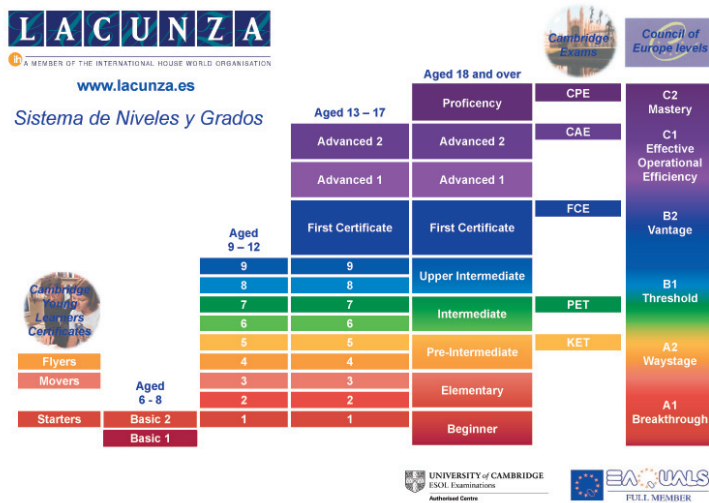 LACUNZA
ih A MEMBER OF THE INTERNATIONAL HOUSE WORLD ORGANISATION
www.lacunza.es
Sistema de Niveles y Grados
Cambridge
Exams
Council of
Europe levels
Aged 18 and over
Aged 13 – 17
Aged
9 – 12
Aged
6 - 8
Cambridge
Young
Learners
Certificates
Proficency CPE C2
Mastery
Advanced 2 Advanced 2 CAE C1
Effective
Operational
Efficiency
Advanced 1 Advanced 1
First Certificate First Certificate FCE B2
Vantage
9 9 Upper Intermediate
8 8 B1
Threshold
7 7 Intermediate PET
6 6
5 5 Pre-Intermediate KET A2
Waystage
Flyers 4 4
Movers 3 3 Elementary
2 2 A1
Breakthrough
Starters Basic 2 1 1 Beginner
Basic 1
UNIVERSITY of CAMBRIDGE
ESOL Examinations
Authorised Centre
EAQUALS
FULL MEMBER